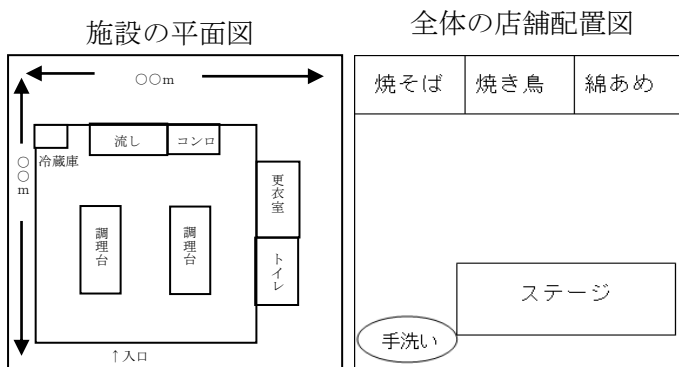 施設の平面図
〇〇m
〇〇m
冷蔵庫
流し
コンロ
更衣室
調理台
調理台
トイレ
↑入口
全体の店舗配置図
焼そば
焼き鳥
綿あめ
ステージ
手洗い